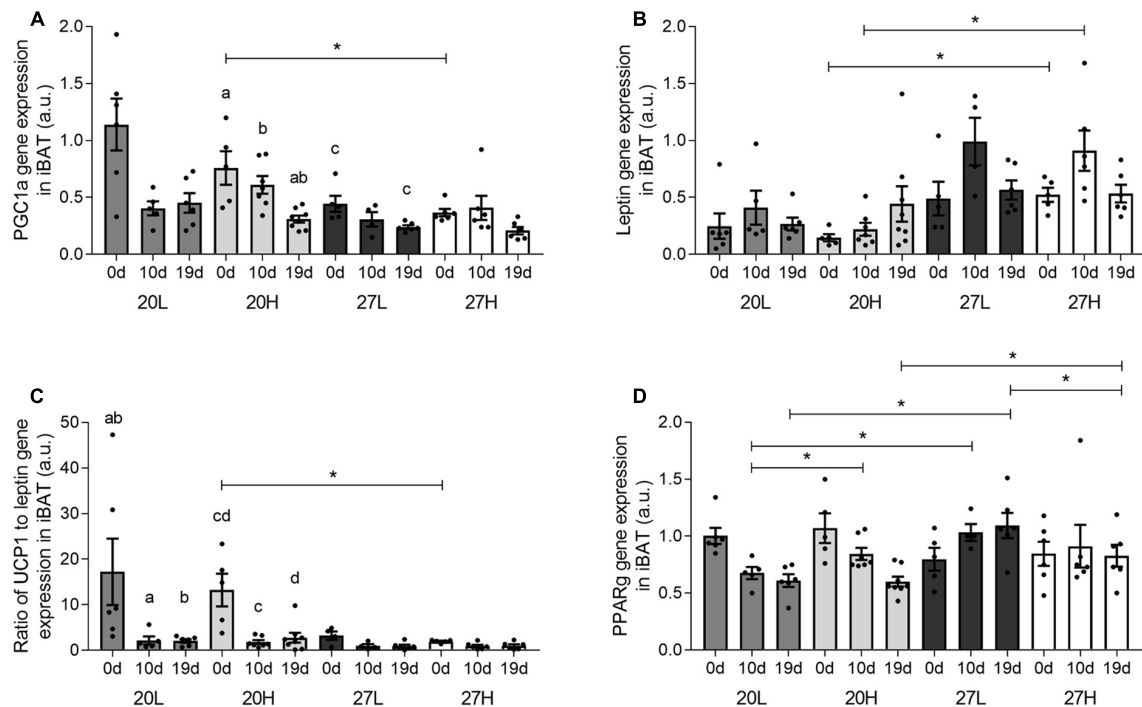 A
PGC1a gene expression
in iBAT (a.u.)
2.0
1.5
1.0
0.5
0.0
*
a
b
ab
c
c
0d 10d 19d 0d 10d 19d 0d 10d 19d 0d 10d 19d
20L 20H 27L 27H
B
Leptin gene expression
in iBAT (a.u.)
2.0
1.5
1.0
0.5
0.0
*
*
0d 10d 19d 0d 10d 19d 0d 10d 19d 0d 10d 19d
20L 20H 27L 27H
C
Ratio of UCP1 to leptin gene
expression in iBAT (a.u.)
50
40
30
20
10
0
ab
a
b
cd
c
d
*
0d 10d 19d 0d 10d 19d 0d 10d 19d 0d 10d 19d
20L 20H 27L 27H
D
PPARg gene expression
in iBAT (a.u.)
2.0
1.5
1.0
0.5
0.0
*
*
*
*
*
0d 10d 19d 0d 10d 19d 0d 10d 19d 0d 10d 19d
20L 20H 27L 27H